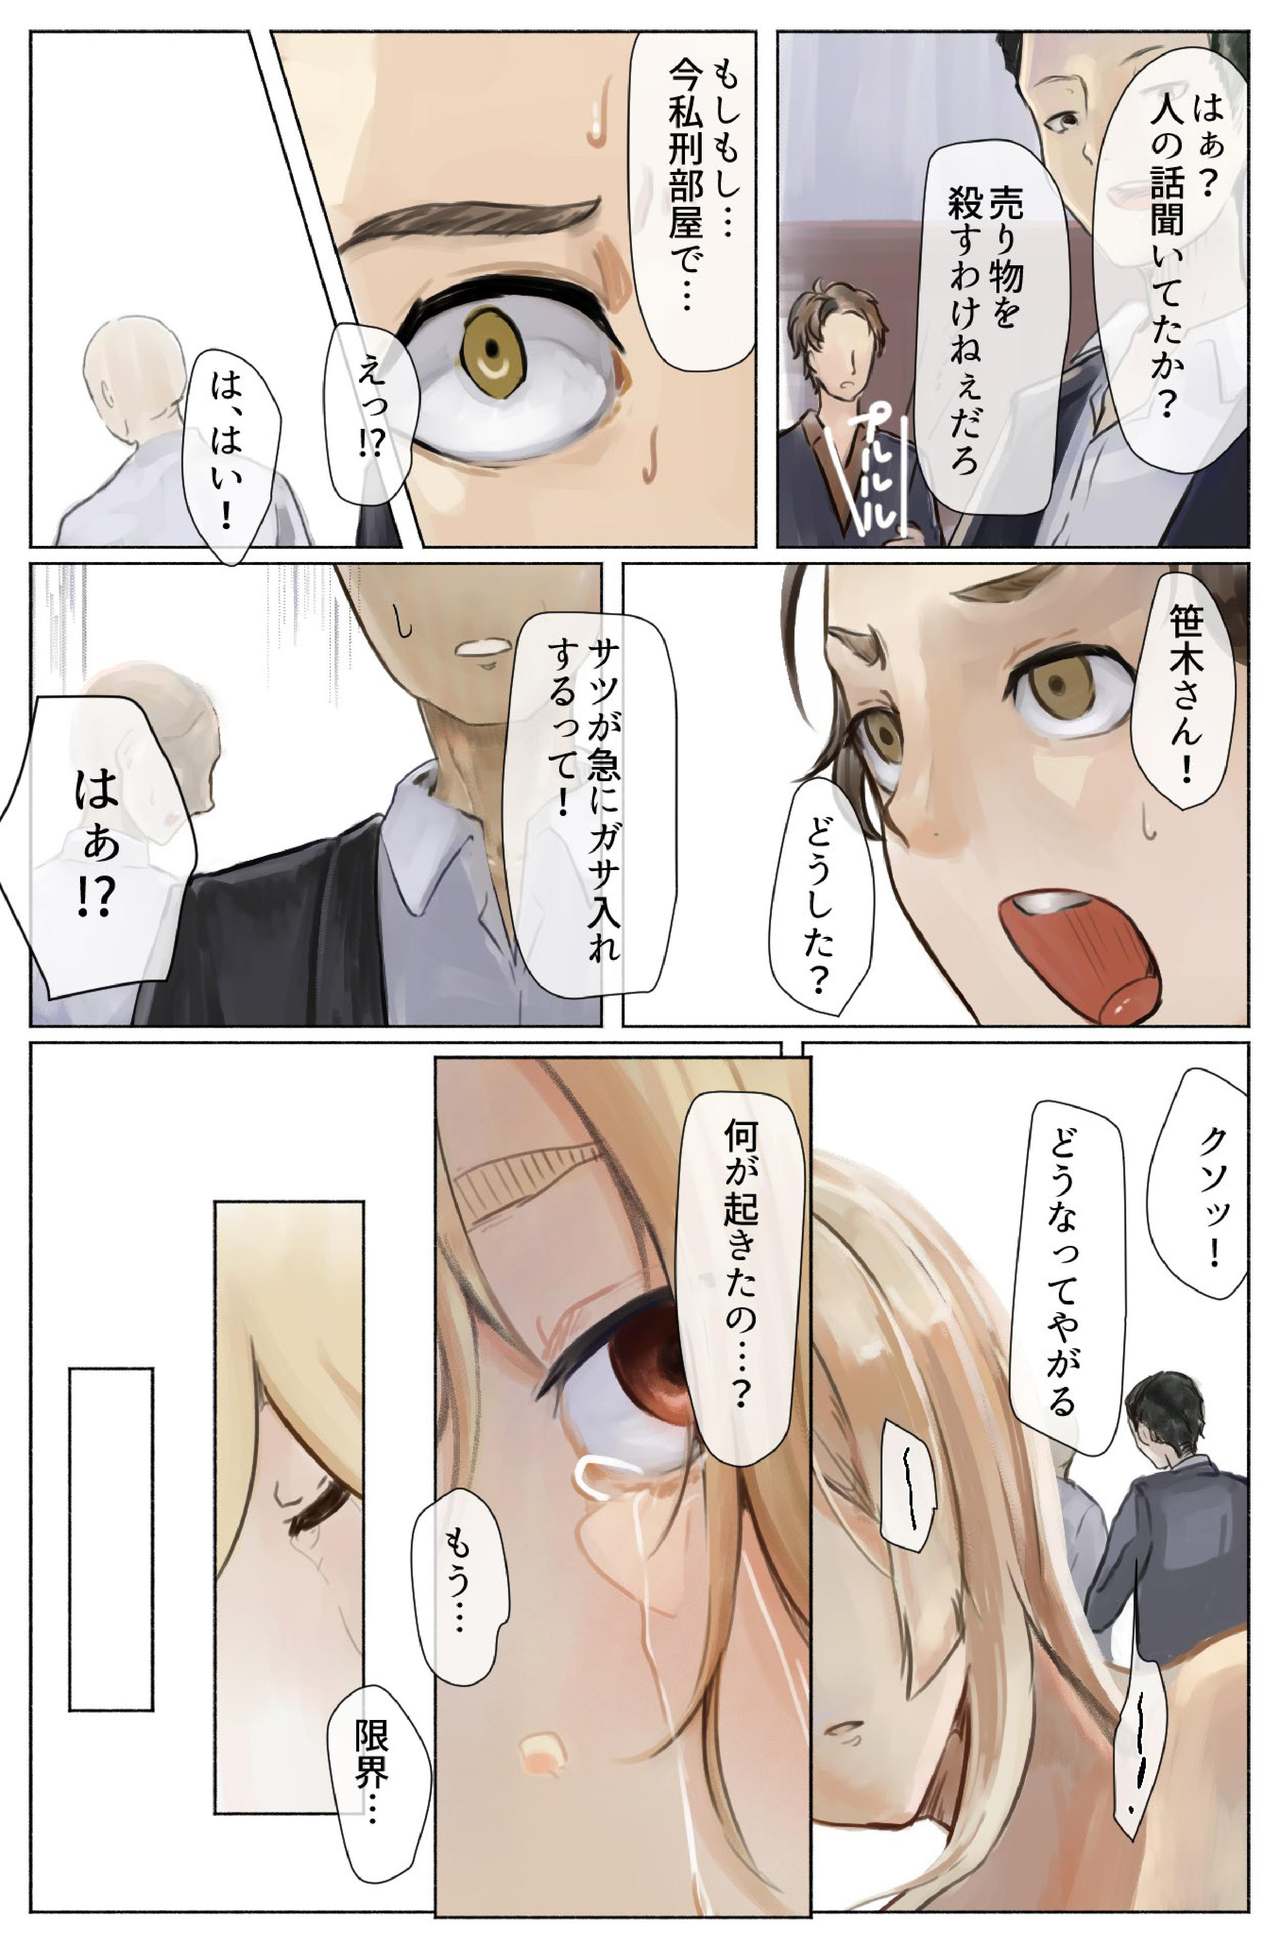 はぁ?
人の話聞いてたか?
売り物を
殺すわけねぇだろ
プルルルル
もしもし…
今私刑部屋で…
えっ!?
は、はい!
笹木さん!
どうした?
サツが急にガサ入れ
するって!
はぁ!?
クソッ!
どうなってやがる
何が起きたの…?
もう…
限界…